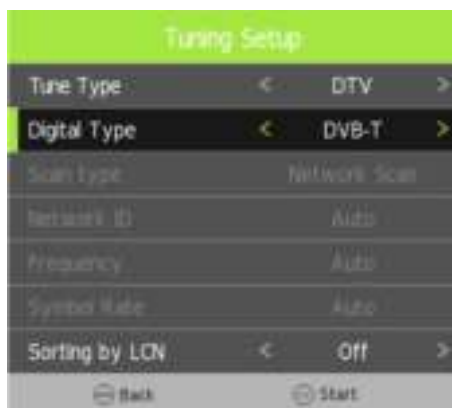 Tuning Setup
Tune Type < DTV >
Digital Type < DVB-T >
Scan Type Network Scan
Network ID Auto
Frequency Auto
Symbol Rate Auto
Sorting by LCN < Off >
Back Start